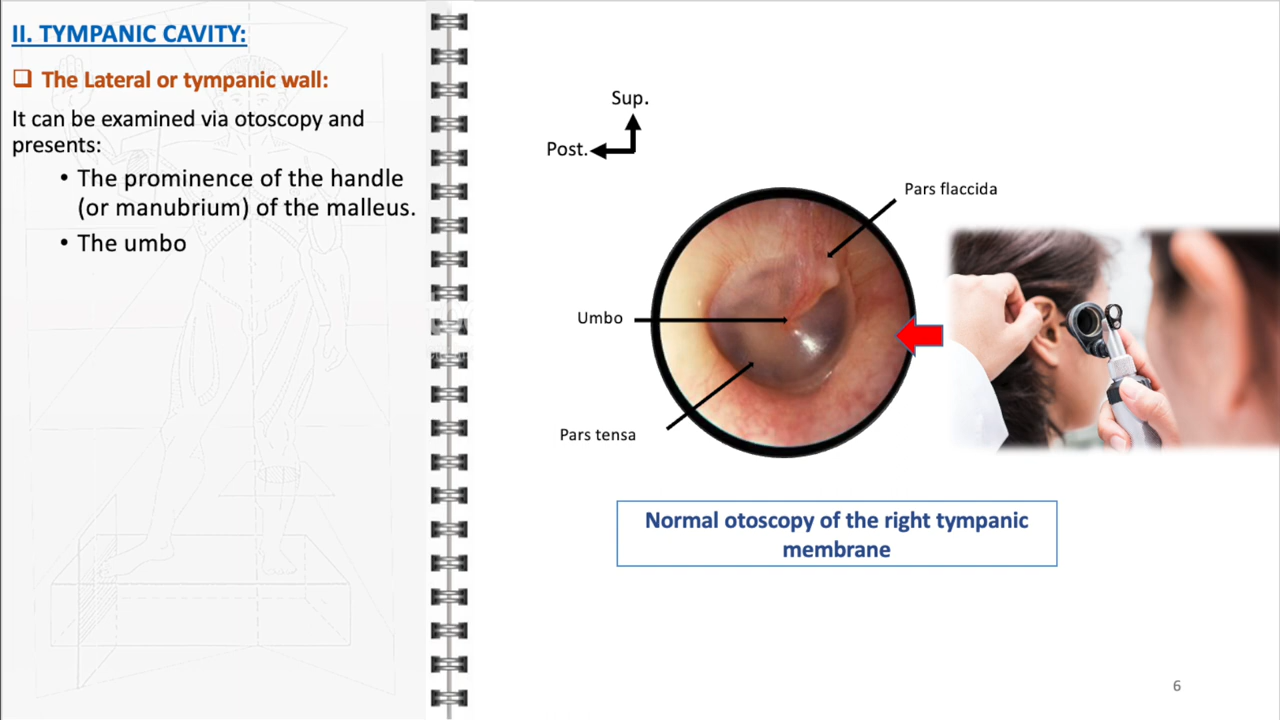 II. TYMPANIC CAVITY:
❑ The Lateral or tympanic wall:
It can be examined via otoscopy and
presents:
• The prominence of the handle
(or manubrium) of the malleus.
• The umbo
Sup.
Post.
Pars flaccida
Umbo
Pars tensa
Normal otoscopy of the right tympanic
membrane
6